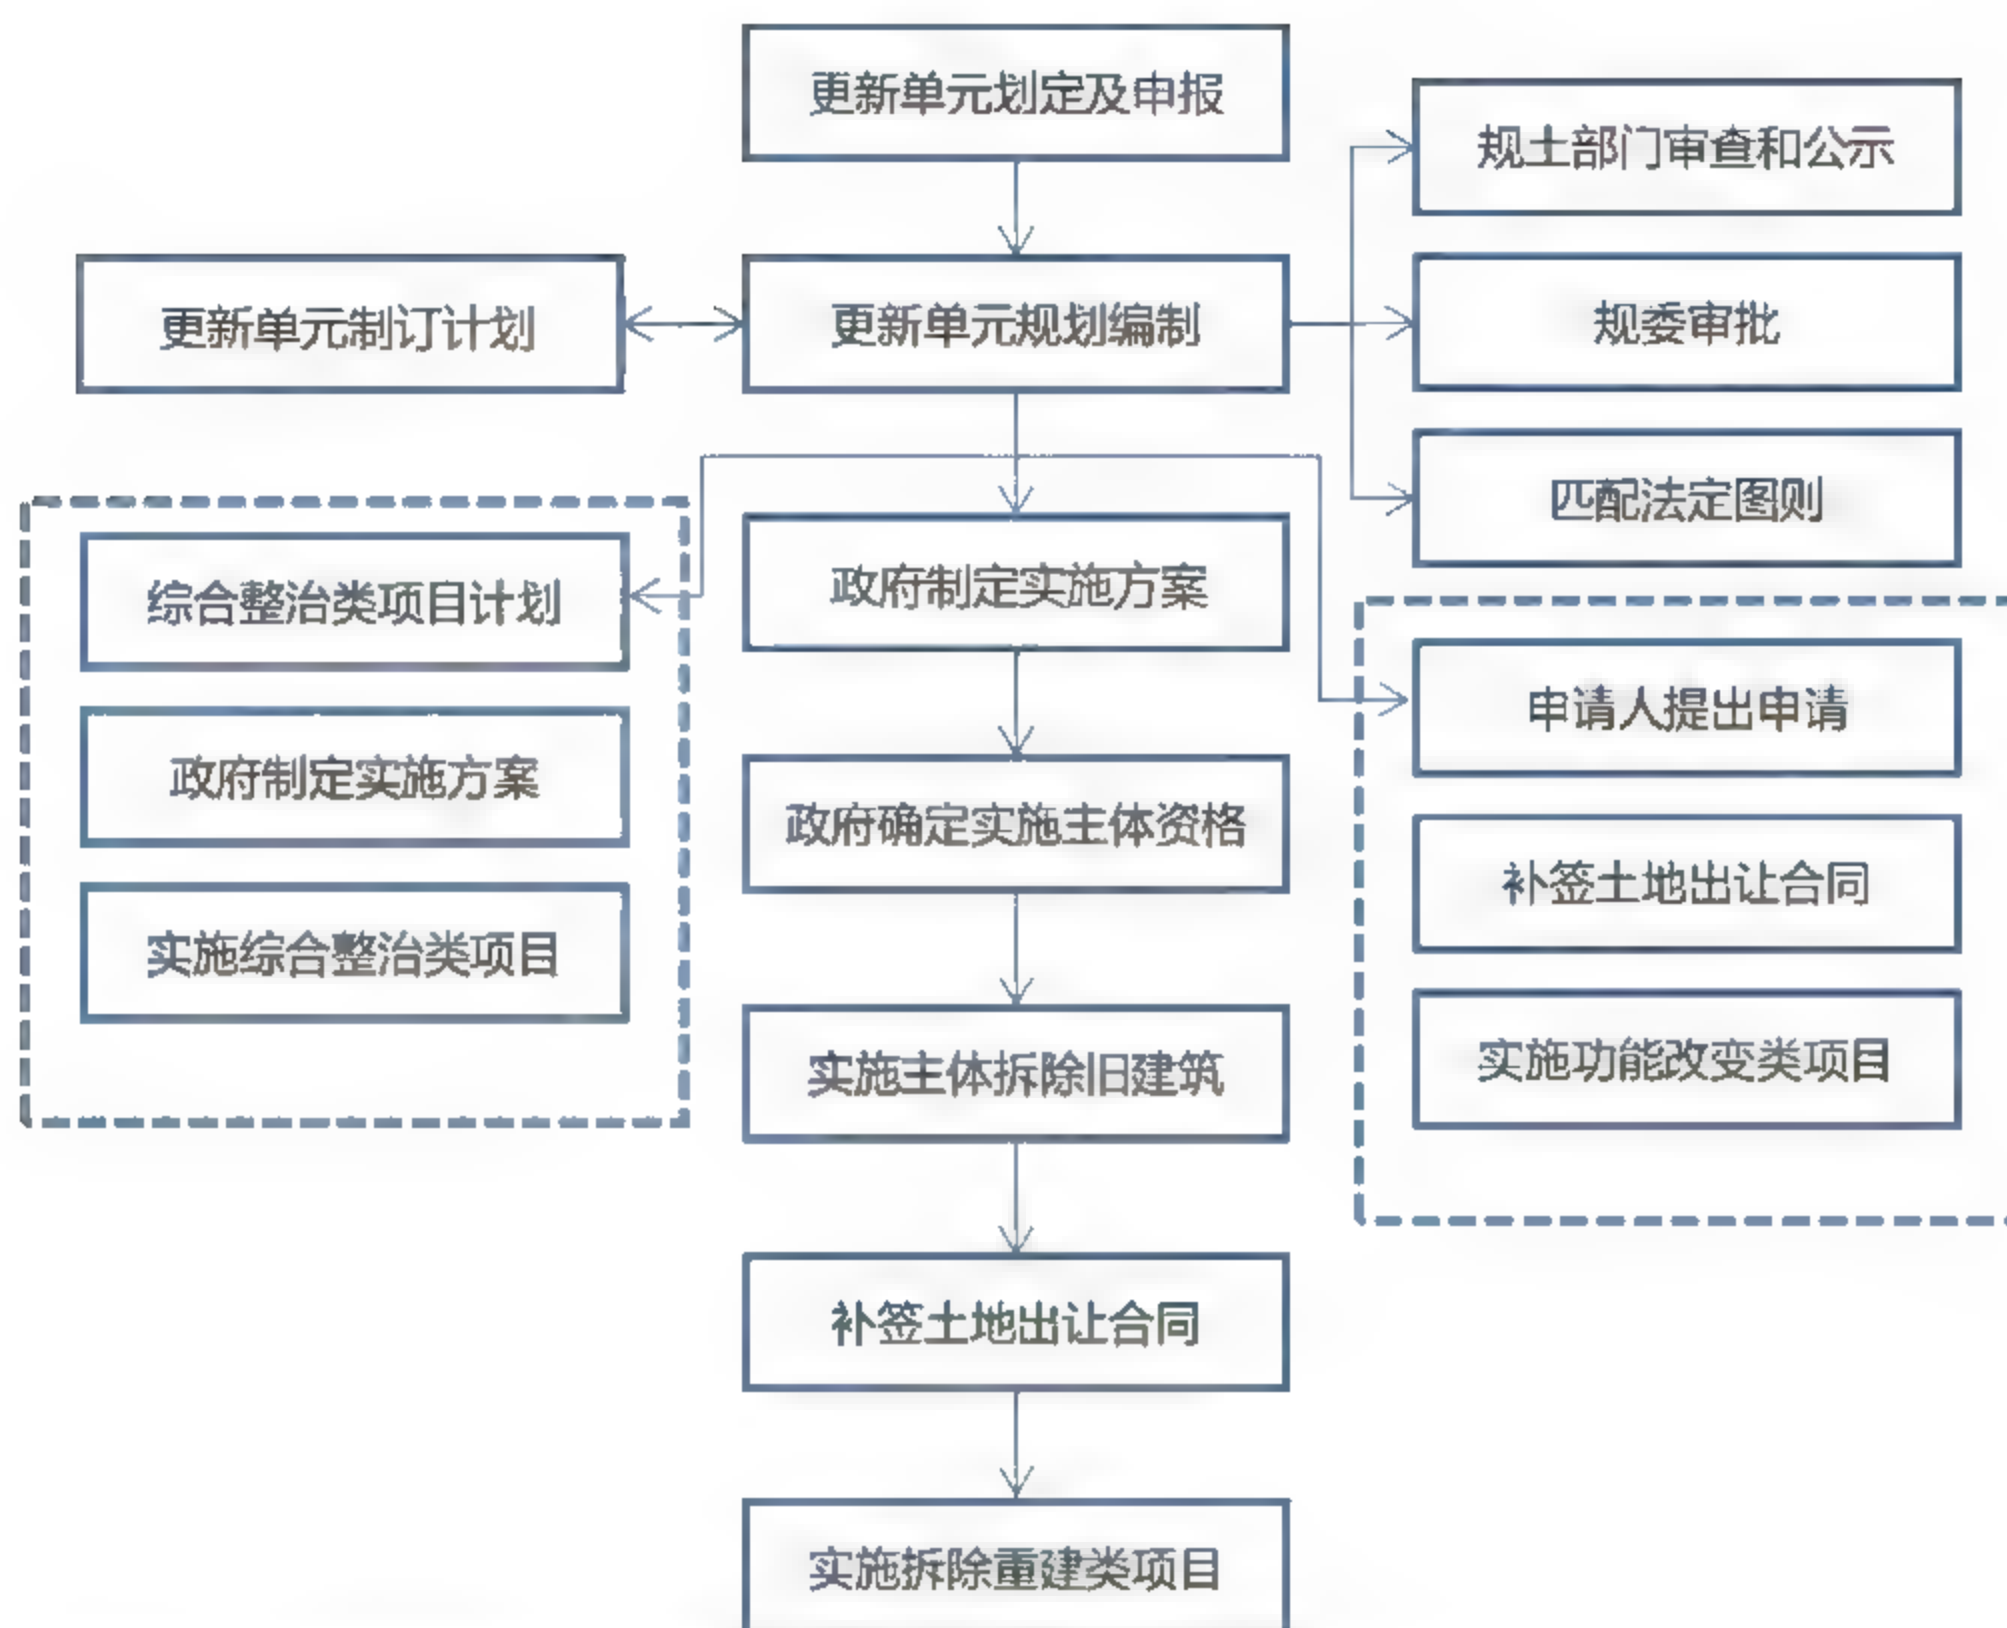 更新单元划定及申报
规土部门审查和公示
更新单元制订计划
更新单元规划编制
规委审批
匹配法定图则
综合整治类项目计划
政府制定实施方案
实施综合整治类项目
政府制定实施方案
政府确定实施主体资格
实施主体拆除旧建筑
补签土地出让合同
实施拆除重建类项目
申请人提出申请
补签土地出让合同
实施功能改变类项目